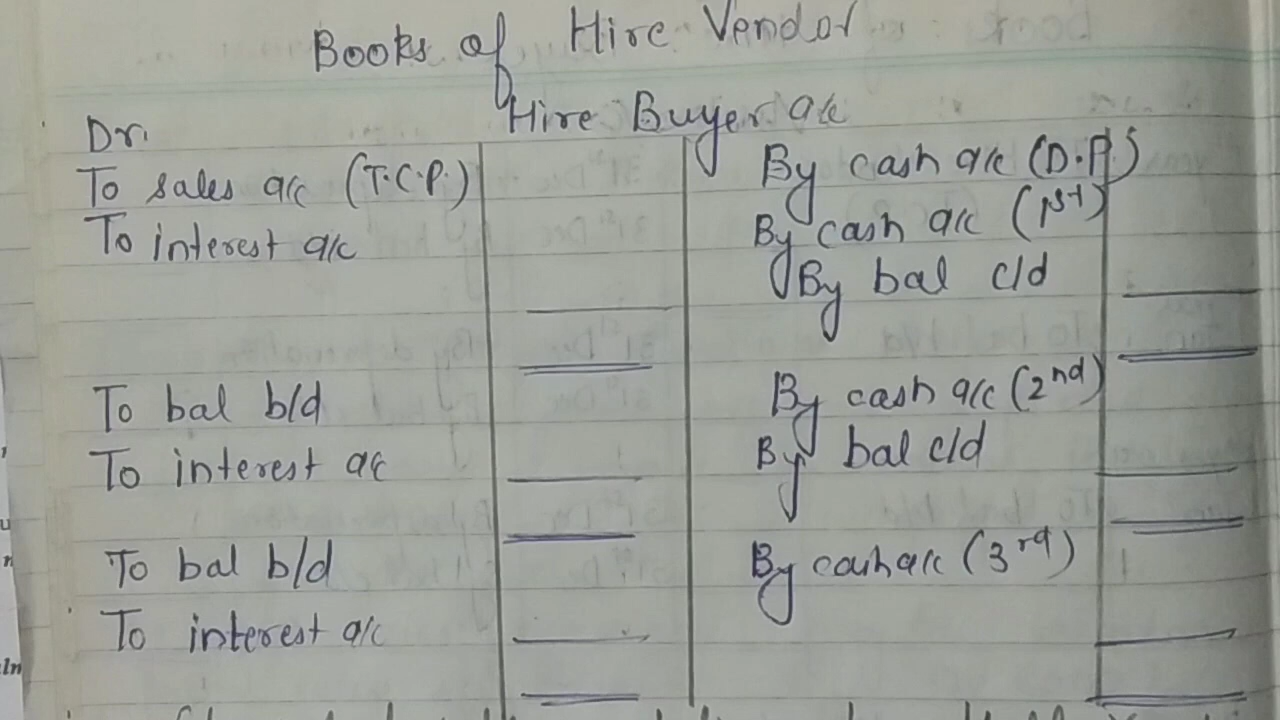 Books of Hire Vendor
Hire Buyer a/c
Dr.
To sales a/c (T.C.P.)
To interest a/c
By cash a/c (D.P.)
By cash a/c (1st)
By bal c/d
To bal b/d
To interest a/c
By cash a/c (2nd)
By bal c/d
To bal b/d
To interest a/c
By cash a/c (3rd)